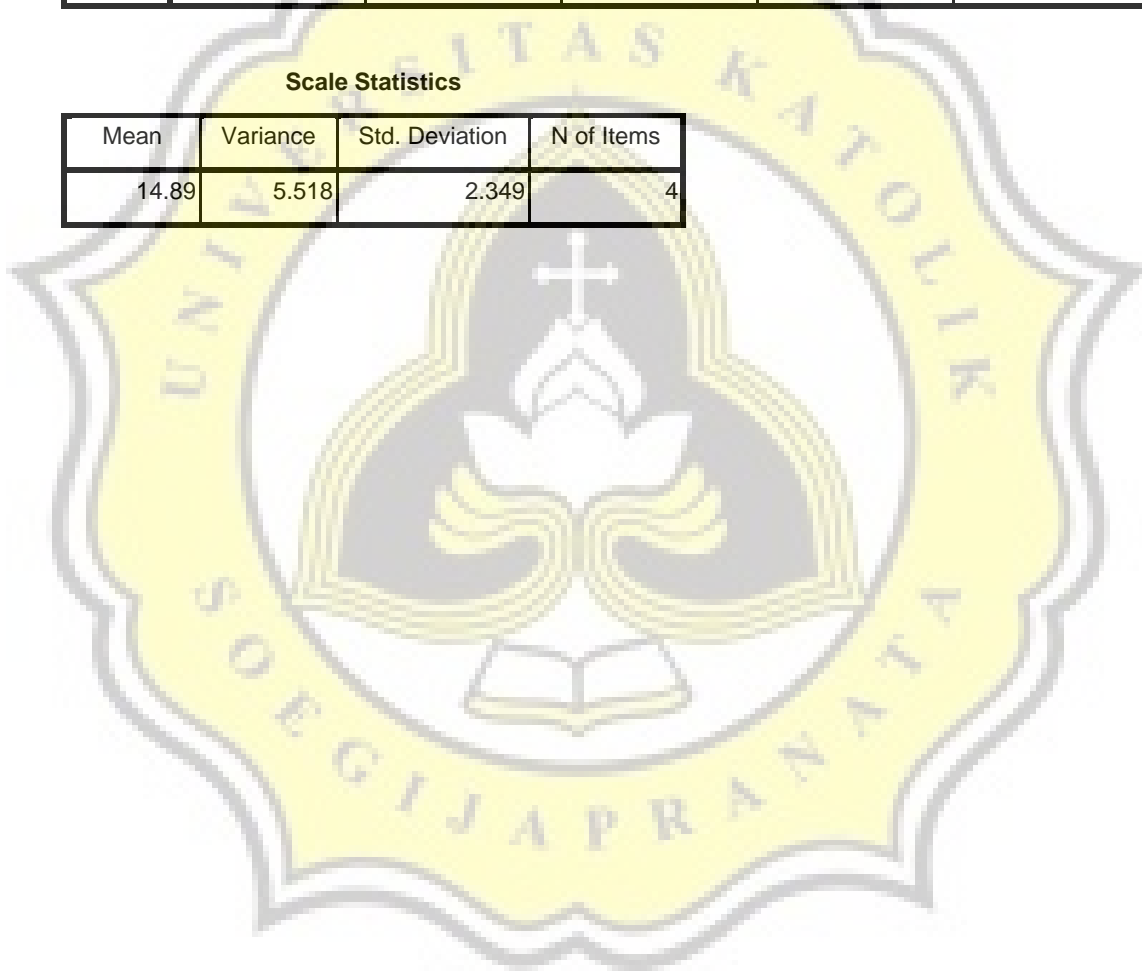 Scale Statistics
Mean Variance Std. Deviation N of Items
14.89 5.518 2.349 4
UNIVERSITAS KATOLIK
SOEGIJAPRANATA